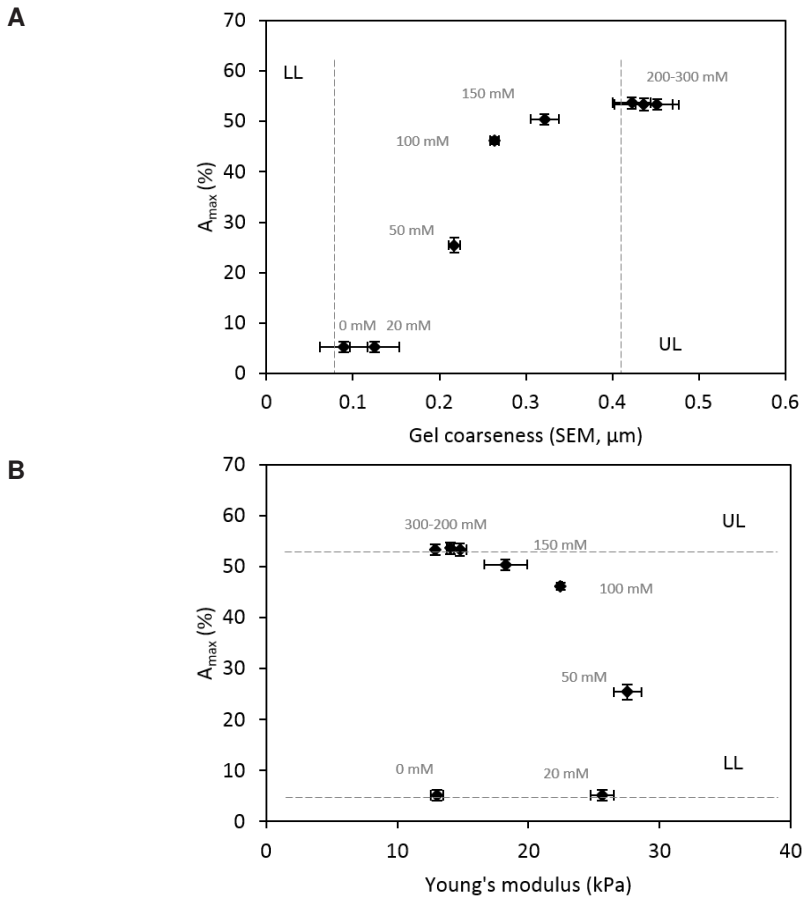 A
70
60
50
40
30
20
10
0
A_max (%)
LL
UL
200-300 mM
150 mM
100 mM
50 mM
0 mM 20 mM
0 0.1 0.2 0.3 0.4 0.5 0.6
Gel coarseness (SEM, μm)
B
70
60
50
40
30
20
10
0
A_max (%)
UL
300-200 mM
150 mM
100 mM
50 mM
LL
0 mM 20 mM
0 10 20 30 40
Young's modulus (kPa)